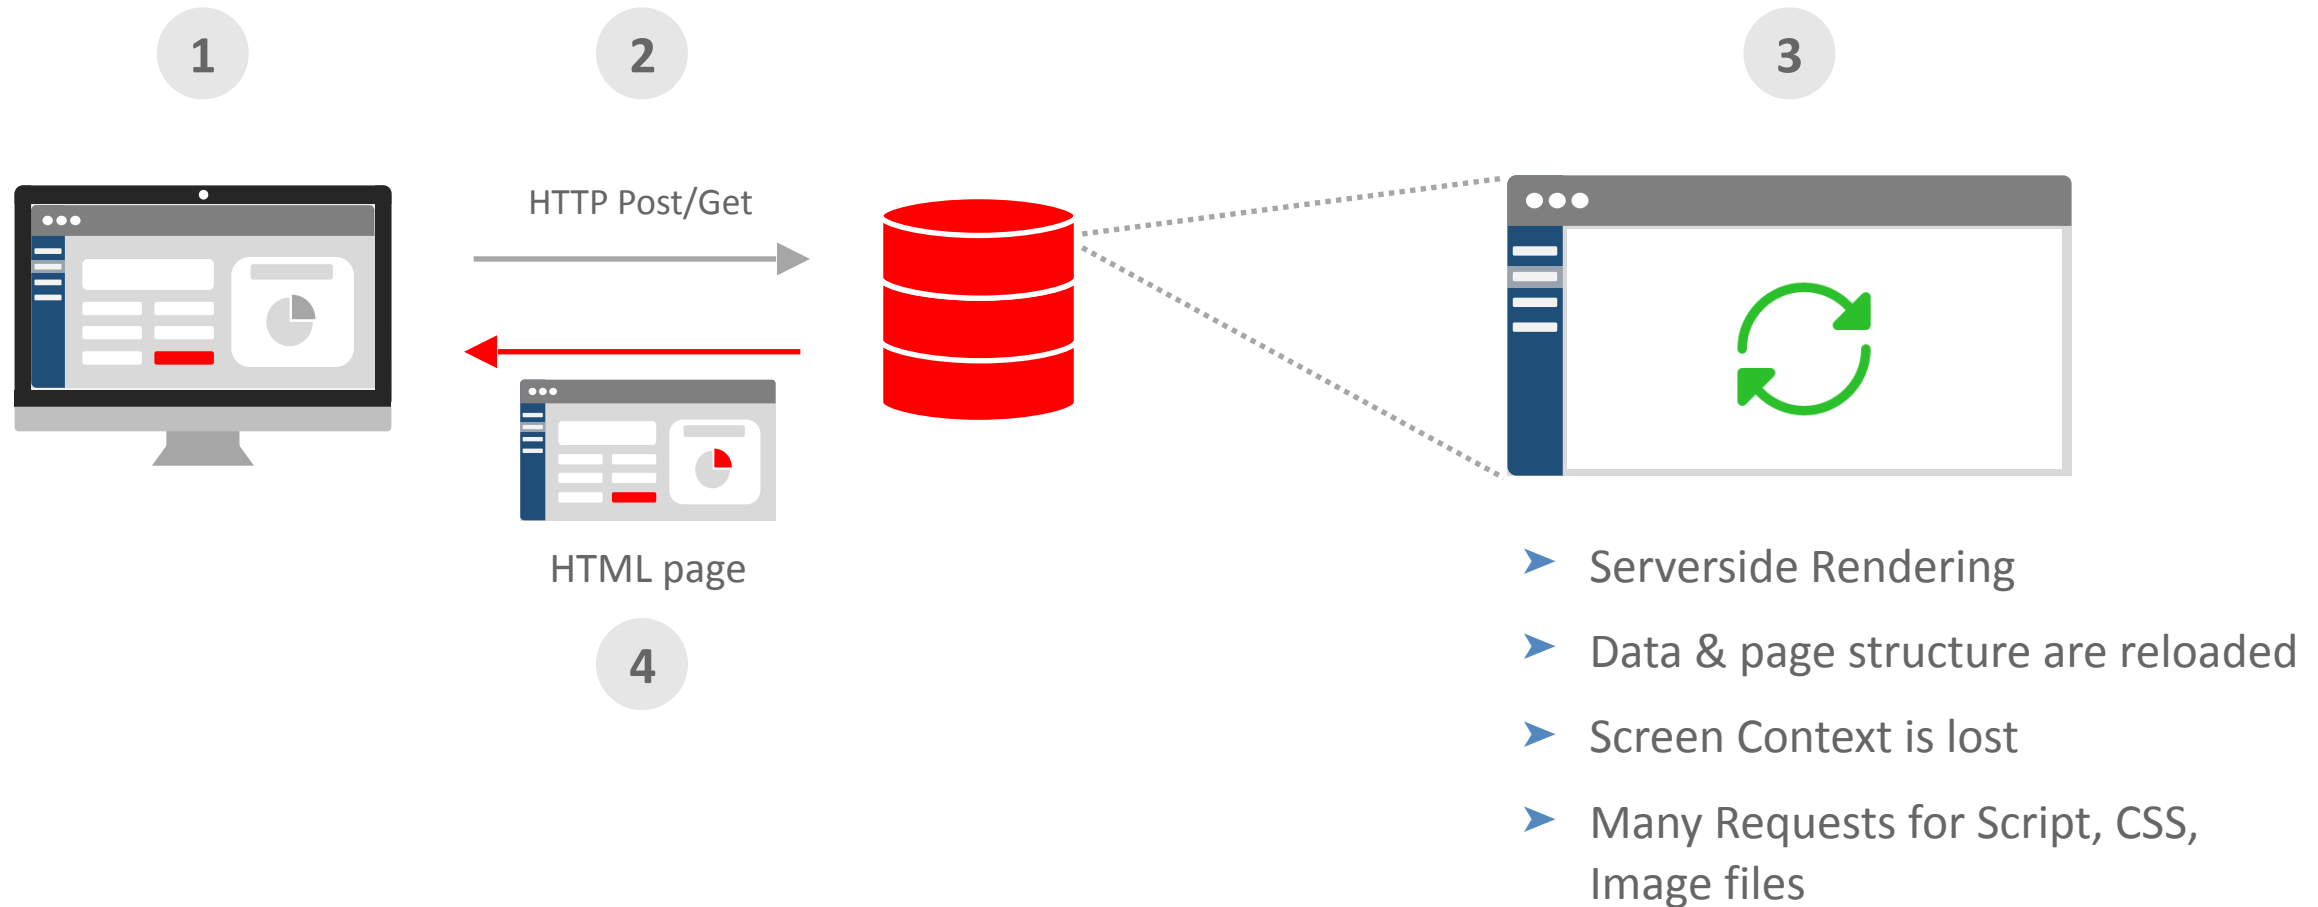 1
2
3
HTTP Post/Get
HTML page
4
Serverside Rendering
Data & page structure are reloaded
Screen Context is lost
Many Requests for Script, CSS,
Image files